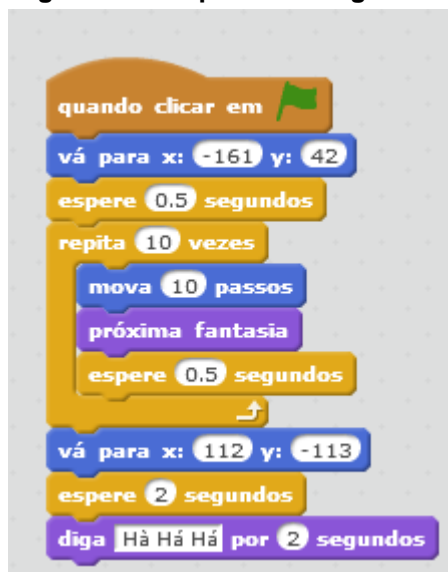 quando clicar em
vá para x: -161 y: 42
espere 0.5 segundos
repita 10 vezes
mova 10 passos
próxima fantasia
espere 0.5 segundos
vá para x: 112 y: -113
espere 2 segundos
diga Hà Há Há por 2 segundos